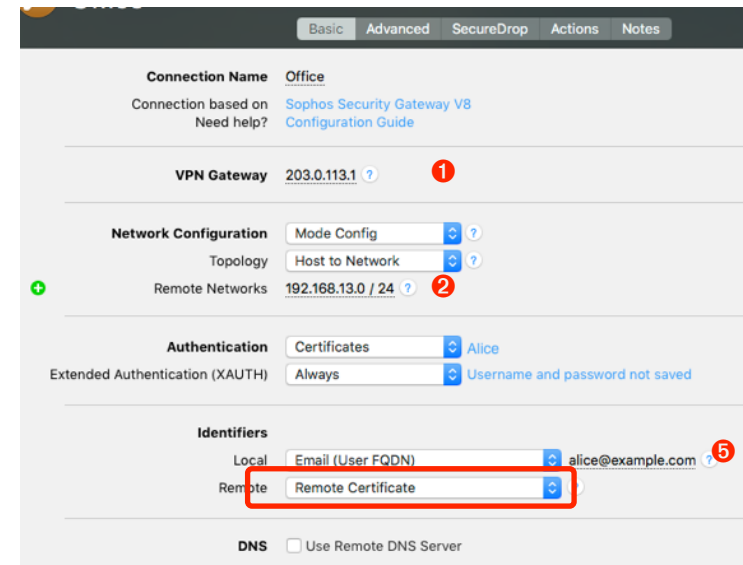 Office
Basic Advanced SecureDrop Actions Notes
Connection Name Office
Connection based on Sophos Security Gateway V8
Need help? Configuration Guide
VPN Gateway 203.0.113.1 ? 1
Network Configuration Mode Config ?
Topology Host to Network ?
Remote Networks 192.168.13.0 / 24 ? 2
Authentication Certificates Alice
Extended Authentication (XAUTH) Always Username and password not saved
Identifiers
Local Email (User FQDN) alice@example.com ? 5
Remote Remote Certificate ?
DNS Use Remote DNS Server